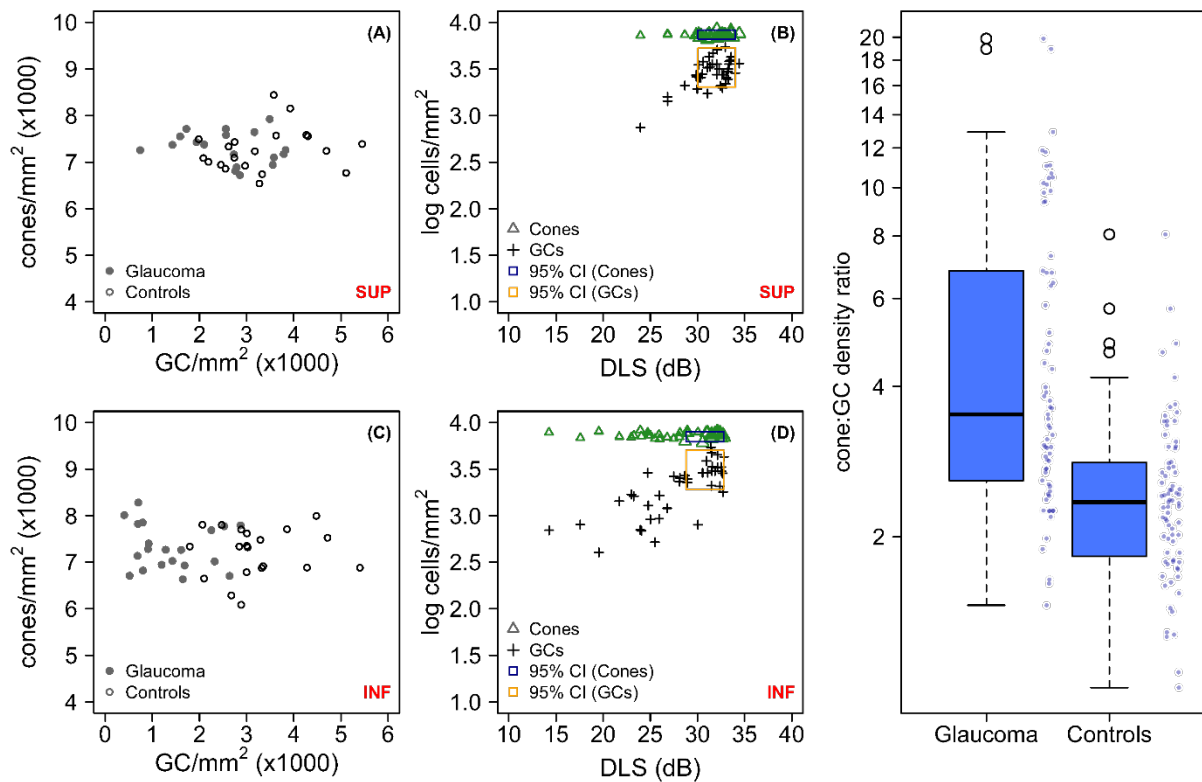 (A)
cones/mm² (x1000)
10
9
8
7
6
5
4
Glaucoma
Controls
SUP
0 1 2 3 4 5 6
GC/mm² (x1000)
(B)
log cells/mm²
4.0
3.5
3.0
2.5
2.0
1.5
1.0
Cones
GCs
95% CI (Cones)
95% CI (GCs)
SUP
10 15 20 25 30 35 40
DLS (dB)
(C)
cones/mm² (x1000)
10
9
8
7
6
5
4
Glaucoma
Controls
INF
0 1 2 3 4 5 6
GC/mm² (x1000)
(D)
log cells/mm²
4.0
3.5
3.0
2.5
2.0
1.5
1.0
Cones
GCs
95% CI (Cones)
95% CI (GCs)
INF
10 15 20 25 30 35 40
DLS (dB)
cone:GC density ratio
20
18
16
14
12
10
8
6
4
2
Glaucoma Controls